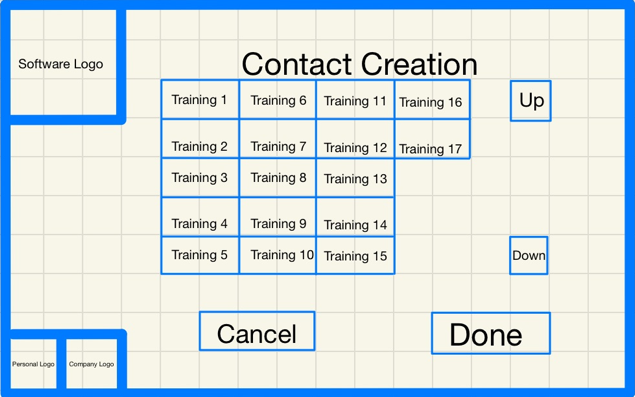 Software Logo
Contact Creation
Training 1 Training 6 Training 11 Training 16
Up
Training 2 Training 7 Training 12 Training 17
Training 3 Training 8 Training 13
Training 4 Training 9 Training 14
Training 5 Training 10 Training 15
Down
Cancel
Done
Personal Logo
Company Logo